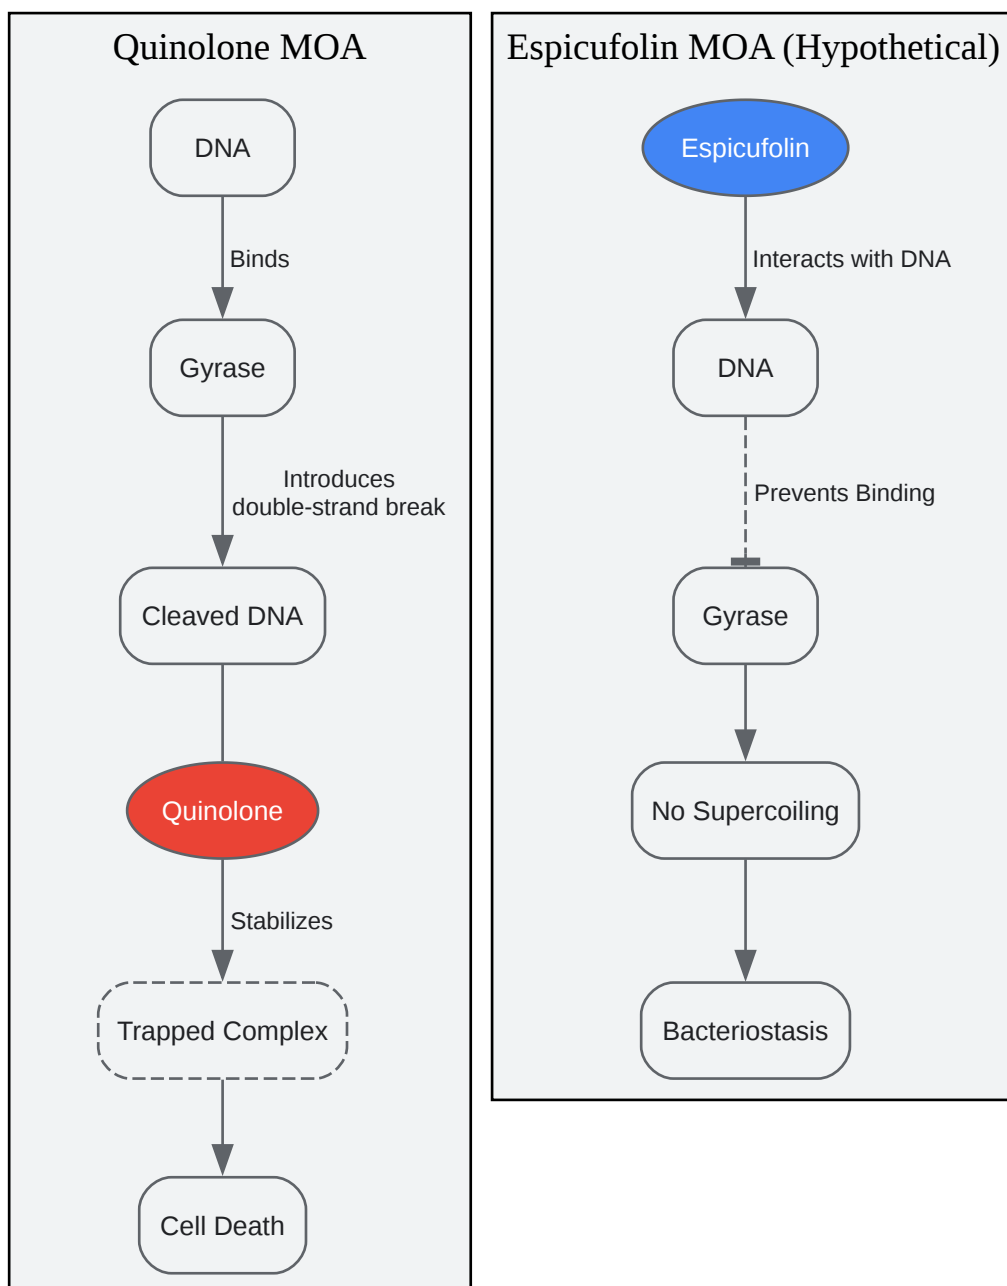 Quinolone MOA
DNA
Binds
Gyrase
Introduces
double-strand break
Cleaved DNA
Quinolone
Stabilizes
Trapped Complex
Cell Death
Espicufolin MOA (Hypothetical)
Espicufolin
Interacts with DNA
DNA
Prevents Binding
Gyrase
No Supercoiling
Bacteriostasis